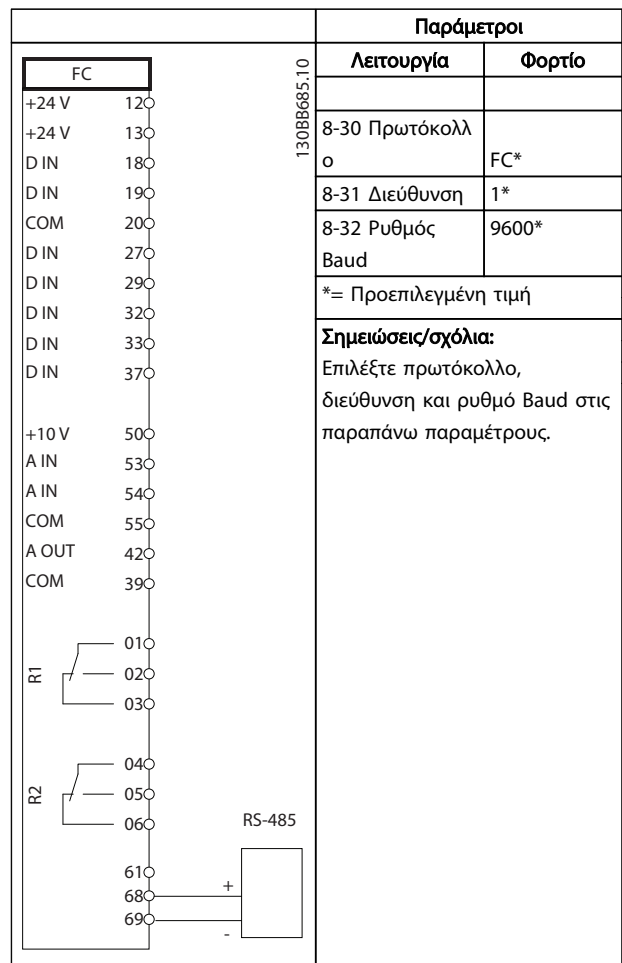 Παράμετροι
Λειτουργία Φορτίο
8-30 Πρωτόκολλ
ο FC*
8-31 Διεύθυνση 1*
8-32 Ρυθμός 9600*
Baud
*= Προεπιλεγμένη τιμή
Σημειώσεις/σχόλια:
Επιλέξτε πρωτόκολλο,
διεύθυνση και ρυθμό Baud στις
παραπάνω παραμέτρους.
FC
130BB685.10
+24 V 12
+24 V 13
D IN 18
D IN 19
COM 20
D IN 27
D IN 29
D IN 32
D IN 33
D IN 37
+10 V 50
A IN 53
A IN 54
COM 55
A OUT 42
COM 39
R1
01
02
03
R2
04
05
06
RS-485
61
68 +
69 -